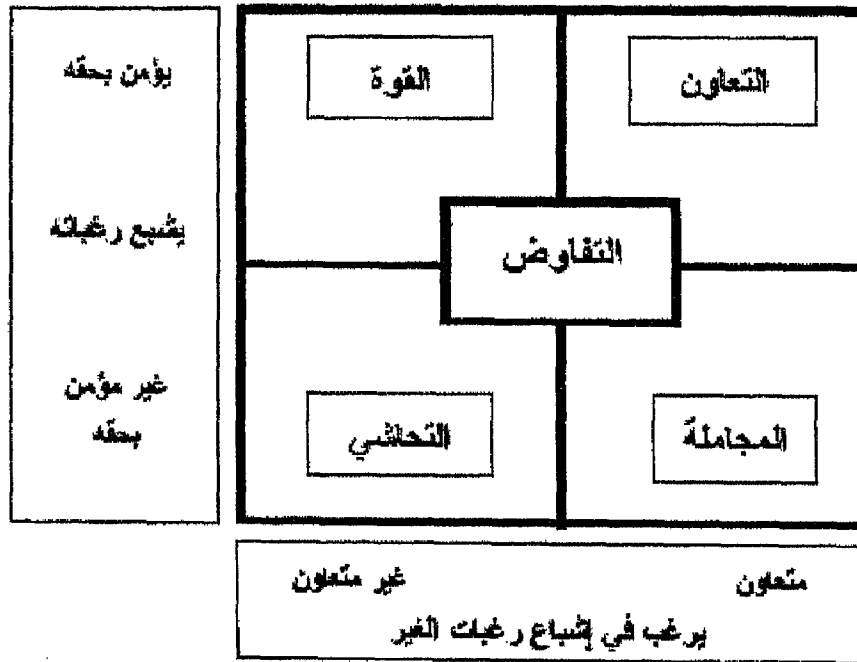 التعاون
القوة
يؤمن بحقه
التفاوض
يشبع رغباته
المجاملة
التحاشي
غير مؤمن
بحقه
متعاون
غير متعاون
يرغب في إشباع رغبات الغير